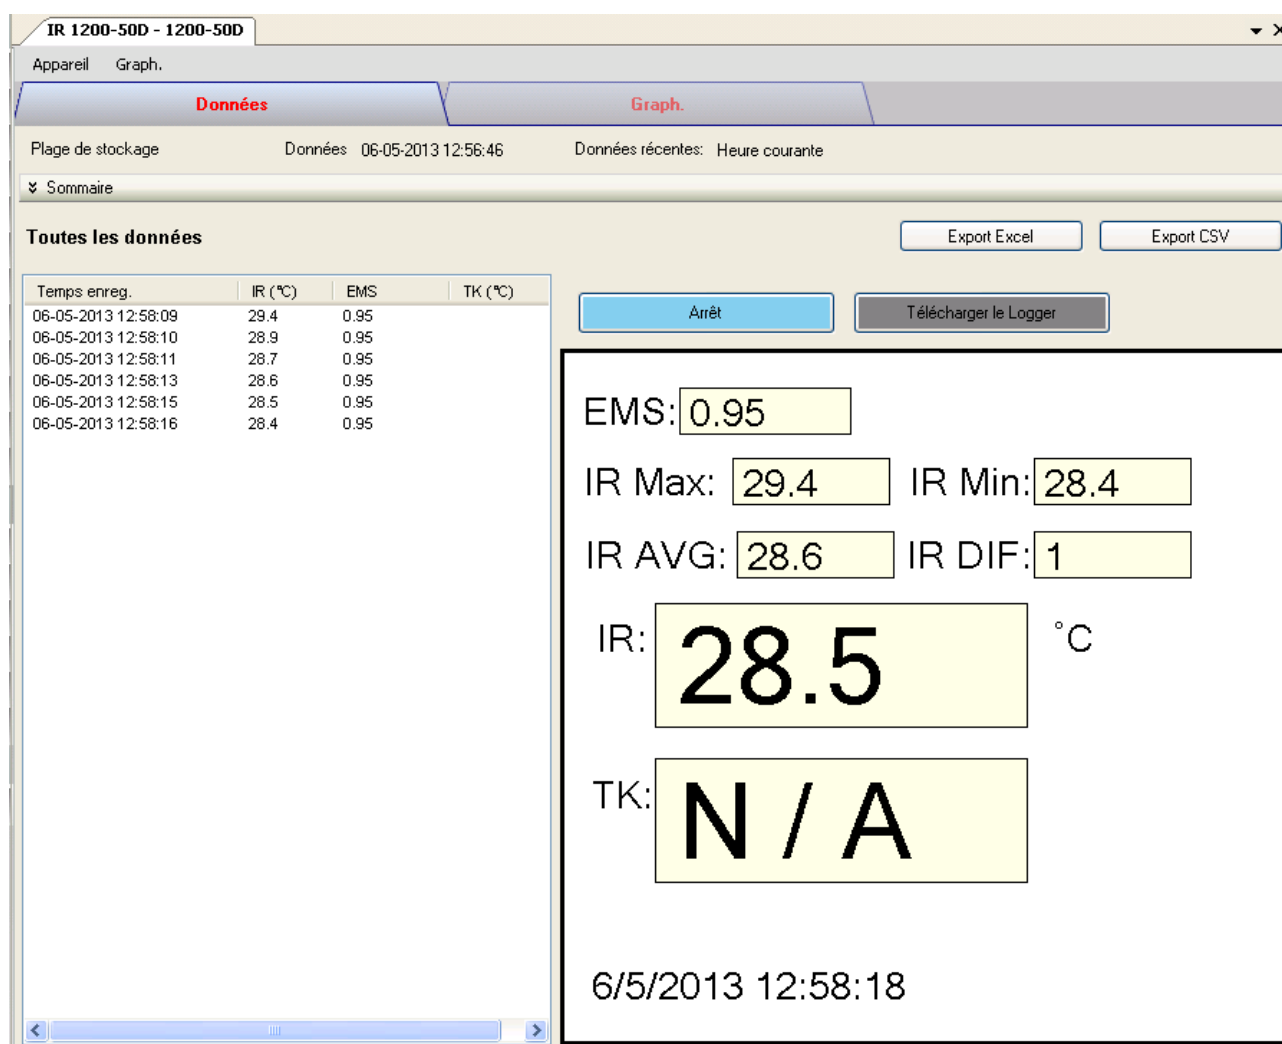 IR 1200-50D - 1200-50D
Appareil Graph.
Données Graph.
Plage de stockage Données 06-05-2013 12:56:46 Données récentes: Heure courante
Sommaire
Toutes les données Export Excel Export CSV
Temps enreg. IR (°C) EMS TK (°C)
06-05-2013 12:58:09 29.4 0.95
06-05-2013 12:58:10 28.9 0.95
06-05-2013 12:58:11 28.7 0.95
06-05-2013 12:58:13 28.6 0.95
06-05-2013 12:58:15 28.5 0.95
06-05-2013 12:58:16 28.4 0.95
Arrêt Télécharger le Logger
EMS: 0.95
IR Max: 29.4 IR Min: 28.4
IR AVG: 28.6 IR DIF: 1
IR: 28.5 °C
TK: N / A
6/5/2013 12:58:18